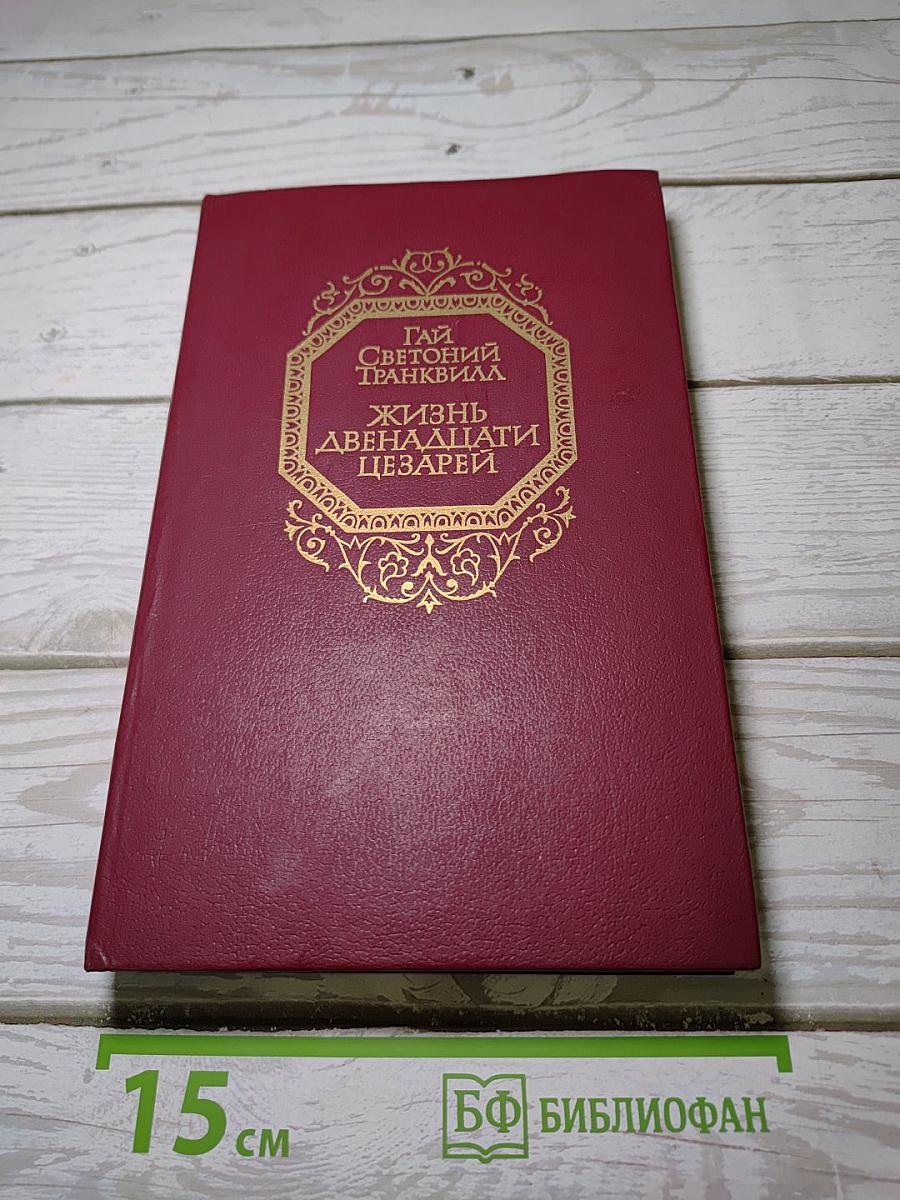 Гай
Светоний
Транквилл
Жизнь
двенадцати
цезарей
15 см
БФ БИБЛИОФАН